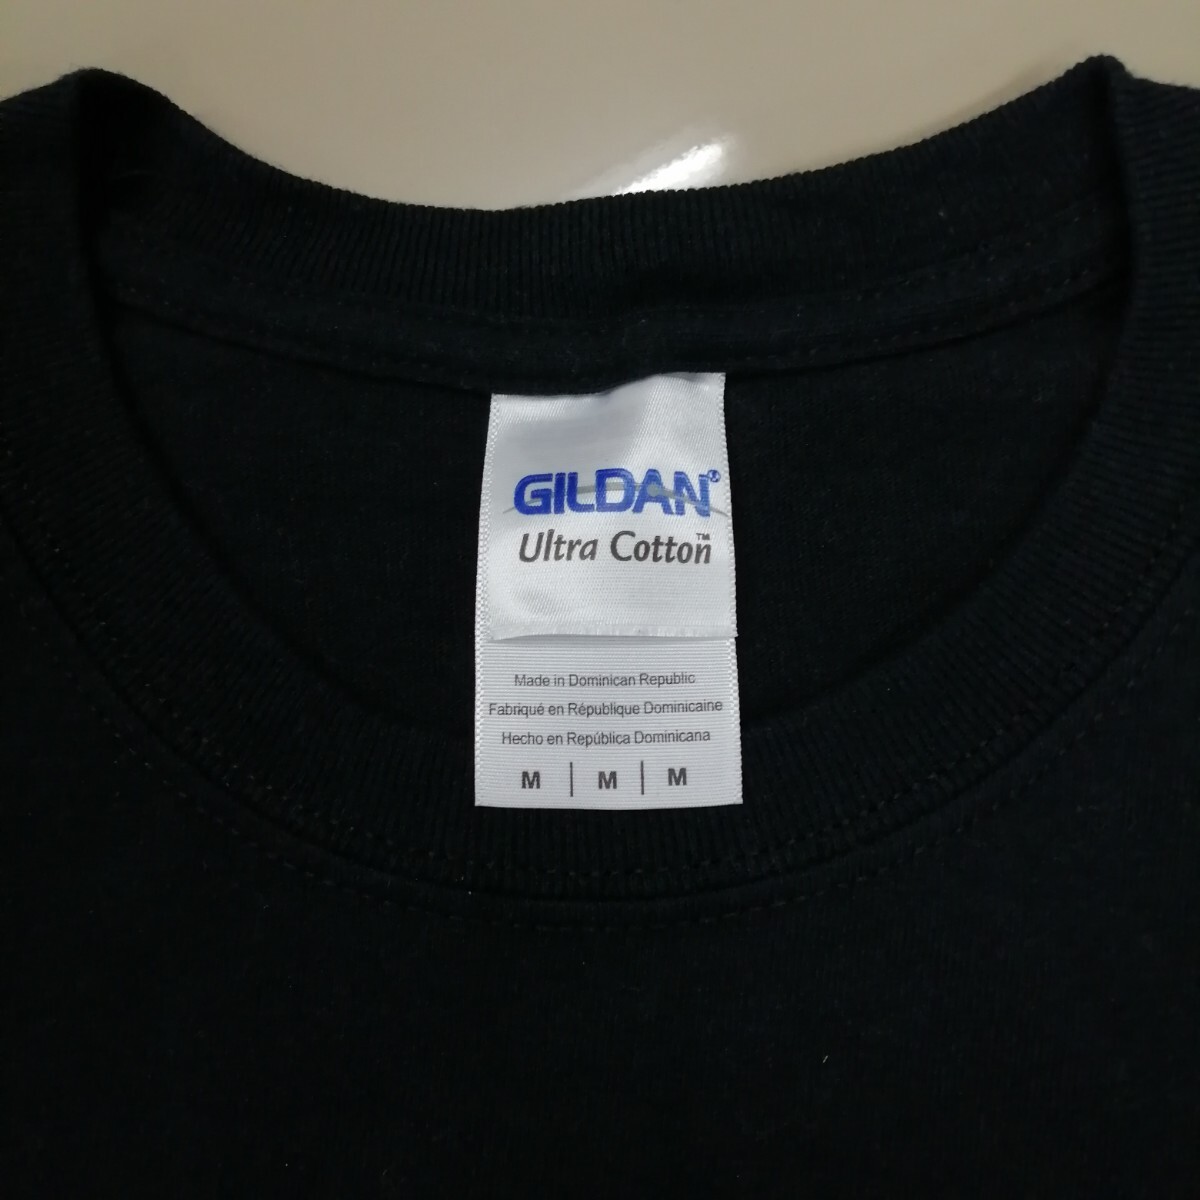 GILDAN®
Ultra Cotton™
Made in Dominican Republic
Fabriqué en République Dominicaine
Hecho en República Dominicana
M | M | M